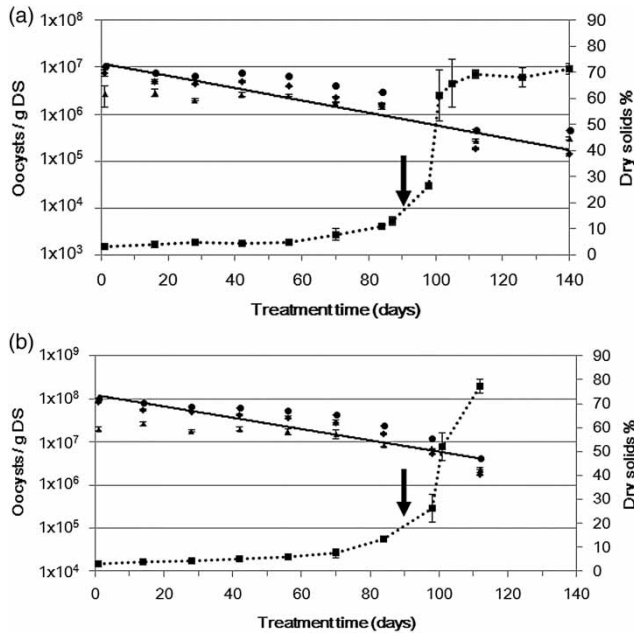 (a)
1x10⁸
1x10⁷
1x10⁶
1x10⁵
1x10⁴
1x10³
Oocysts / g DS
90
80
70
60
50
40
30
20
10
0
Dry solids %
0 20 40 60 80 100 120 140
Treatment time (days)
(b)
1x10⁹
1x10⁸
1x10⁷
1x10⁶
1x10⁵
1x10⁴
Oocysts / g DS
90
80
70
60
50
40
30
20
10
0
Dry solids %
0 20 40 60 80 100 120 140
Treatment time (days)